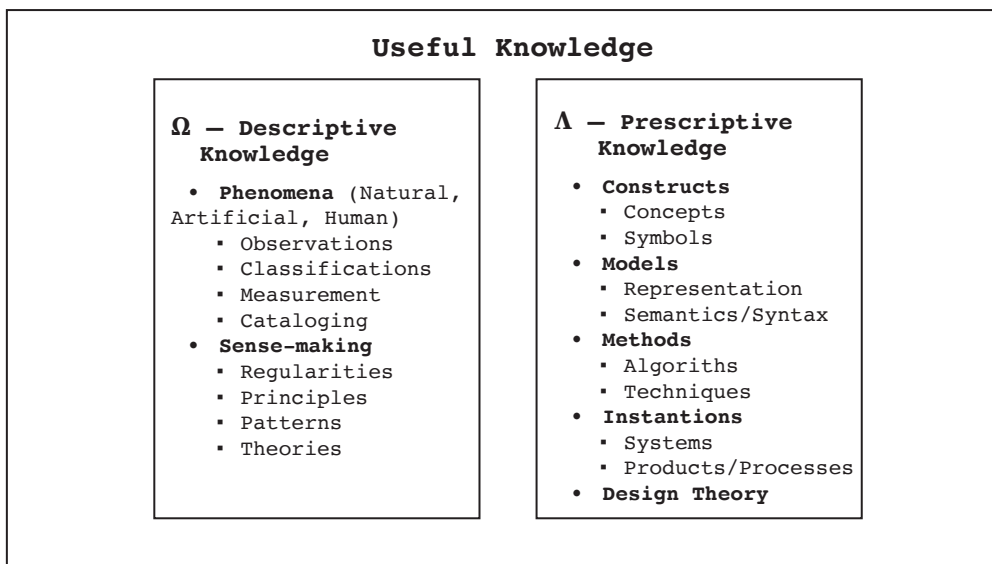 Useful Knowledge
Ω – Descriptive
Knowledge
• Phenomena (Natural,
Artificial, Human)
▪ Observations
▪ Classifications
▪ Measurement
▪ Cataloging
• Sense-making
▪ Regularities
▪ Principles
▪ Patterns
▪ Theories
Λ – Prescriptive
Knowledge
• Constructs
▪ Concepts
▪ Symbols
• Models
▪ Representation
▪ Semantics/Syntax
• Methods
▪ Algoriths
▪ Techniques
• Instantions
▪ Systems
▪ Products/Processes
• Design Theory